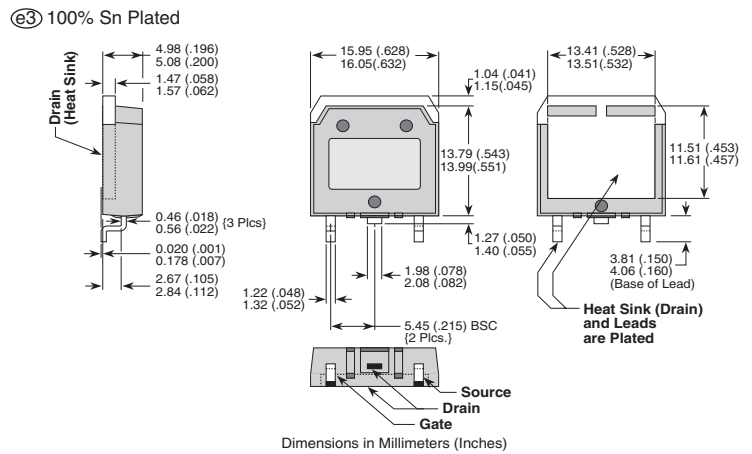 e3 100% Sn Plated
4.98 (.196)
5.08 (.200)
1.47 (.058)
1.57 (.062)
Drain
(Heat Sink)
15.95 (.628)
16.05(.632)
1.04 (.041)
1.15(.045)
13.41 (.528)
13.51(.532)
13.79 (.543)
13.99(.551)
11.51 (.453)
11.61 (.457)
0.46 (.018)
0.56 (.022) {3 Plcs}
0.020 (.001)
0.178 (.007)
2.67 (.105)
2.84 (.112)
1.27 (.050)
1.40 (.055)
1.98 (.078)
2.08 (.082)
1.22 (.048)
1.32 (.052)
3.81 (.150)
4.06 (.160)
(Base of Lead)
5.45 (.215) BSC
{2 Plcs.}
Heat Sink (Drain)
and Leads
are Plated
Source
Drain
Gate
Dimensions in Millimeters (Inches)